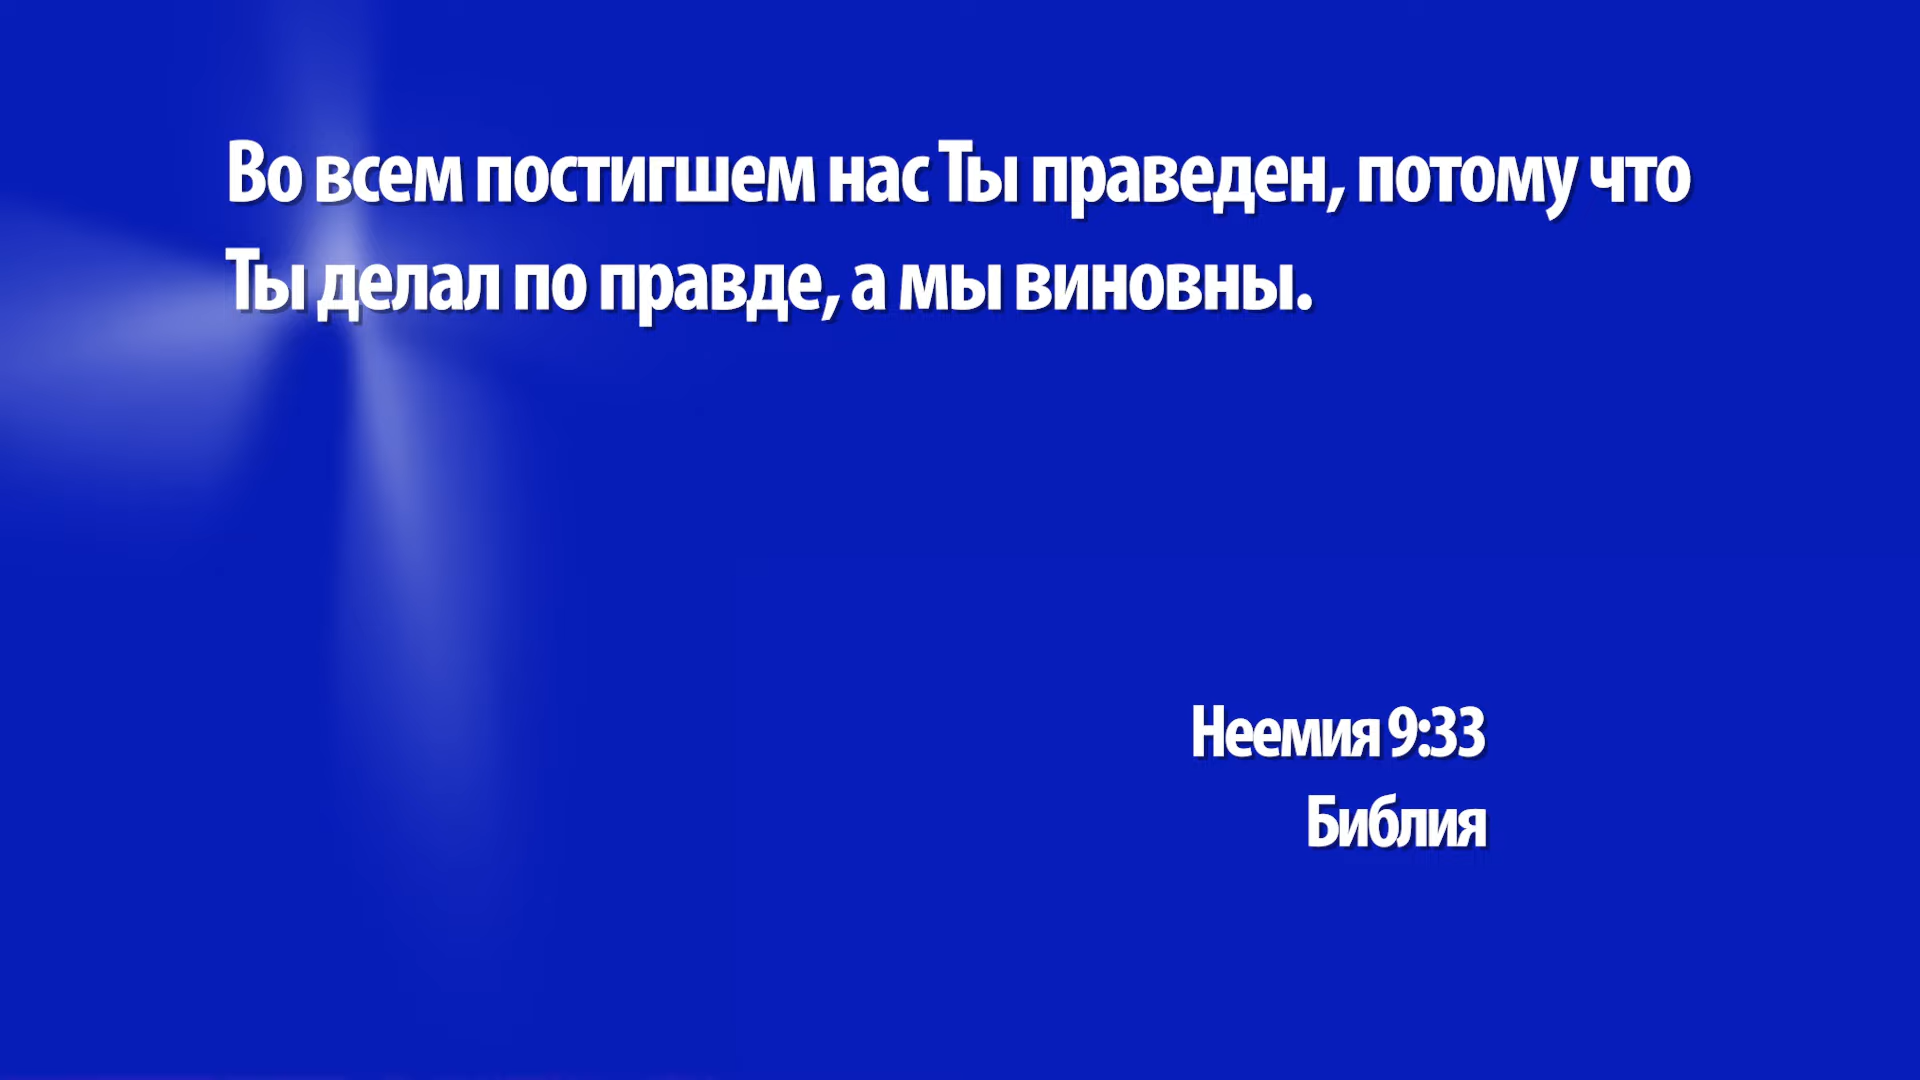 Во всем постигшем нас Ты праведен, потому что
Ты делал по правде, а мы виновны.
Неемия 9:33
Библия